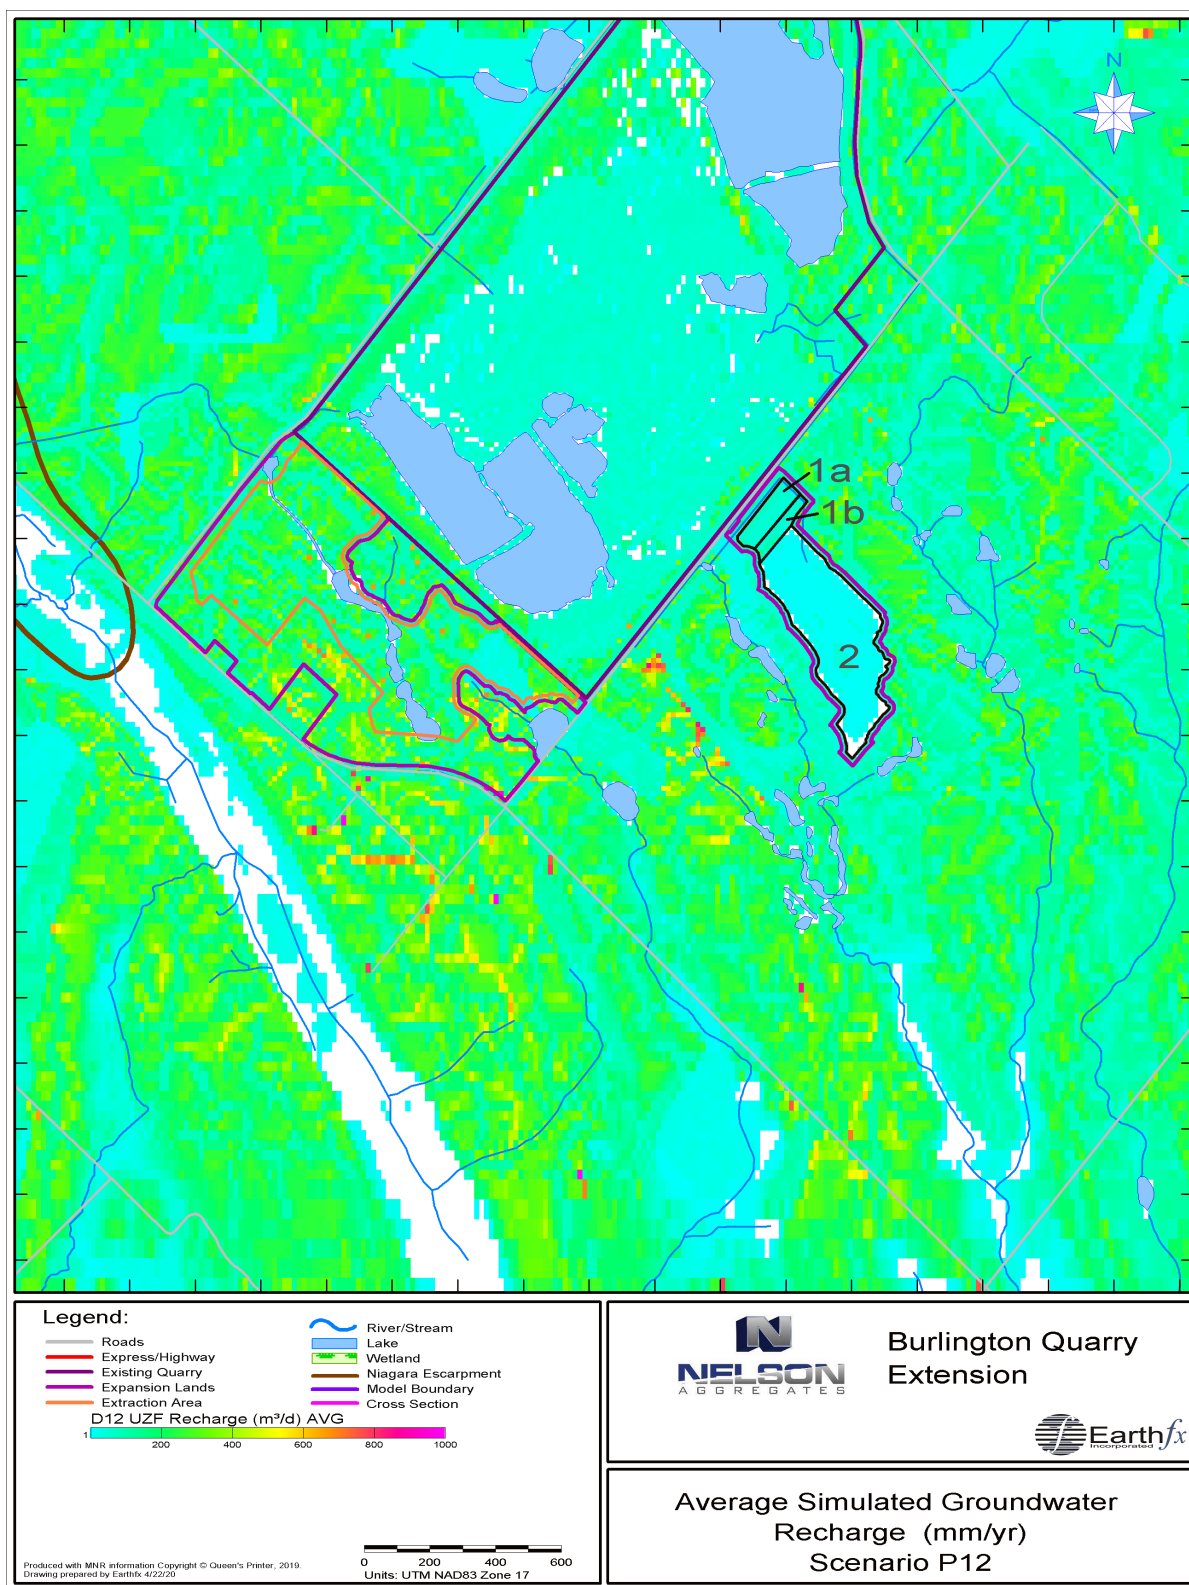 N
1a
1b
2
Legend:
Roads
Express/Highway
Existing Quarry
Expansion Lands
Extraction Area
River/Stream
Lake
Wetland
Niagara Escarpment
Model Boundary
Cross Section
D12 UZF Recharge (m³/d) AVG
1
200 400 600 800 1000
0 200 400 600
Units: UTM NAD83 Zone 17
Produced with MNR information Copyright © Queen's Printer, 2019.
Drawing prepared by Earthfx 4/22/20
N
NELSON
AGGREGATES
Burlington Quarry
Extension
Earthfx
Incorporated
Average Simulated Groundwater
Recharge (mm/yr)
Scenario P12